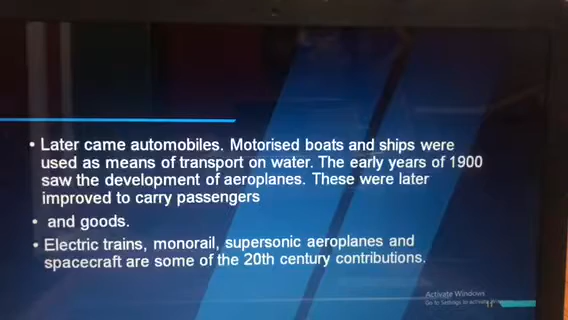 • Later came automobiles. Motorised boats and ships were
used as means of transport on water. The early years of 1900
saw the development of aeroplanes. These were later
improved to carry passengers
• and goods.
• Electric trains, monorail, supersonic aeroplanes and
spacecraft are some of the 20th century contributions.
Activate Windows
Go to Settings to activate